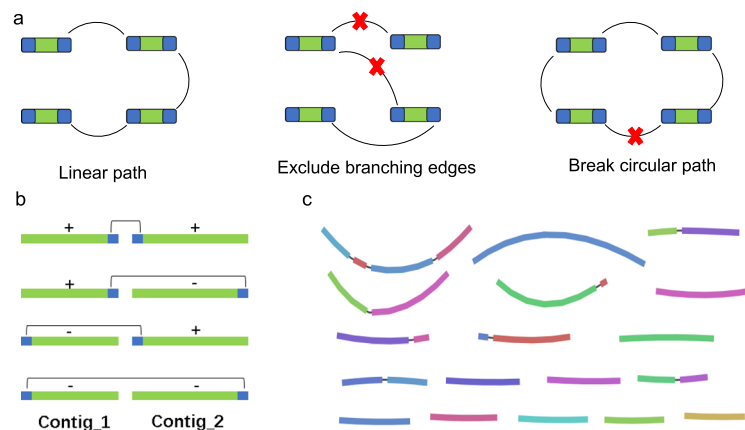 a
Linear path
Exclude branching edges
Break circular path
b
+ +
+ -
- +
- -
Contig_1 Contig_2
c